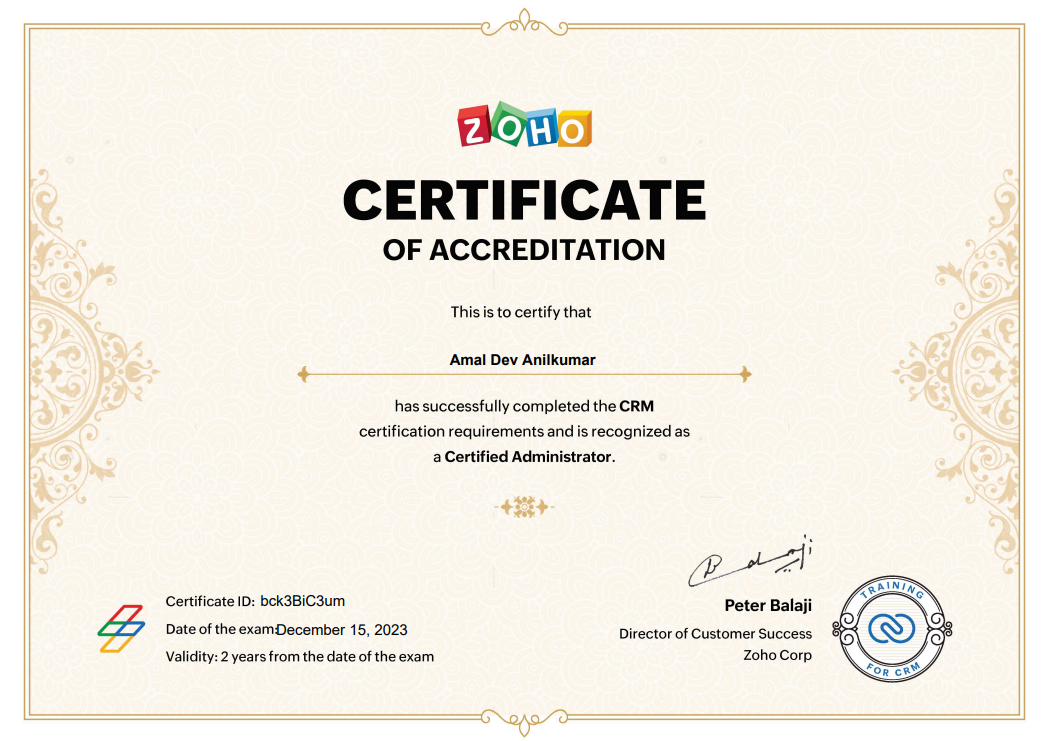 ZOHO
CERTIFICATE
OF ACCREDITATION
This is to certify that
Amal Dev Anilkumar
has successfully completed the CRM
certification requirements and is recognized as
a Certified Administrator.
Certificate ID: bck3BiC3um
Date of the exam:December 15, 2023
Validity: 2 years from the date of the exam
Peter Balaji
Director of Customer Success
Zoho Corp
TRAINING
FOR CRM